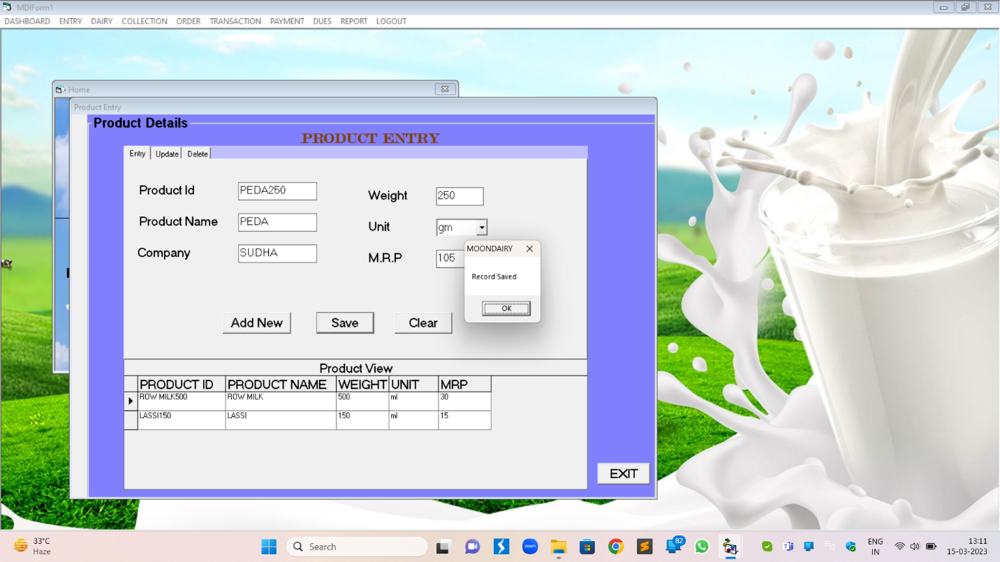 MDIForm1
DASHBOARD ENTRY DAIRY COLLECTION ORDER TRANSACTION PAYMENT DUES REPORT LOGOUT
Home
Product Entry
Product Details
PRODUCT ENTRY
Entry Update Delete
Product Id PEDA250 Weight 250
Product Name PEDA Unit gm
Company SUDHA M.R.P 105
MOONDAIRY
Record Saved
OK
Add New Save Clear
Product View
PRODUCT ID PRODUCT NAME WEIGHT UNIT MRP
ROW MILK500 ROW MILK 500 ml 30
LASSI150 LASSI 150 ml 15
EXIT
33°C
Haze
Search
zoom
82
ENG
IN
13:11
15-03-2023